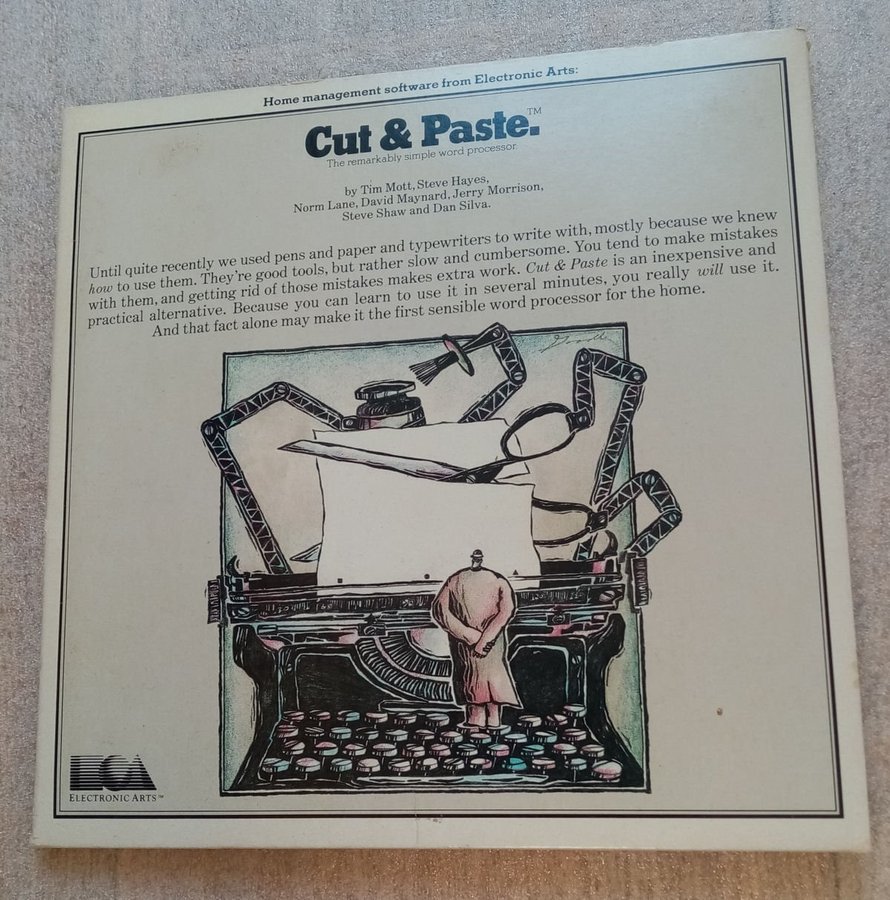 Home management software from Electronic Arts:
Cut & Paste.™
The remarkably simple word processor.
by Tim Mott, Steve Hayes,
Norm Lane, David Maynard, Jerry Morrison,
Steve Shaw and Dan Silva.
Until quite recently we used pens and paper and typewriters to write with, mostly because we knew
how to use them. They're good tools, but rather slow and cumbersome. You tend to make mistakes
with them, and getting rid of those mistakes makes extra work. Cut & Paste is an inexpensive and
practical alternative. Because you can learn to use it in several minutes, you really will use it.
And that fact alone may make it the first sensible word processor for the home.
EA
ELECTRONIC ARTS™